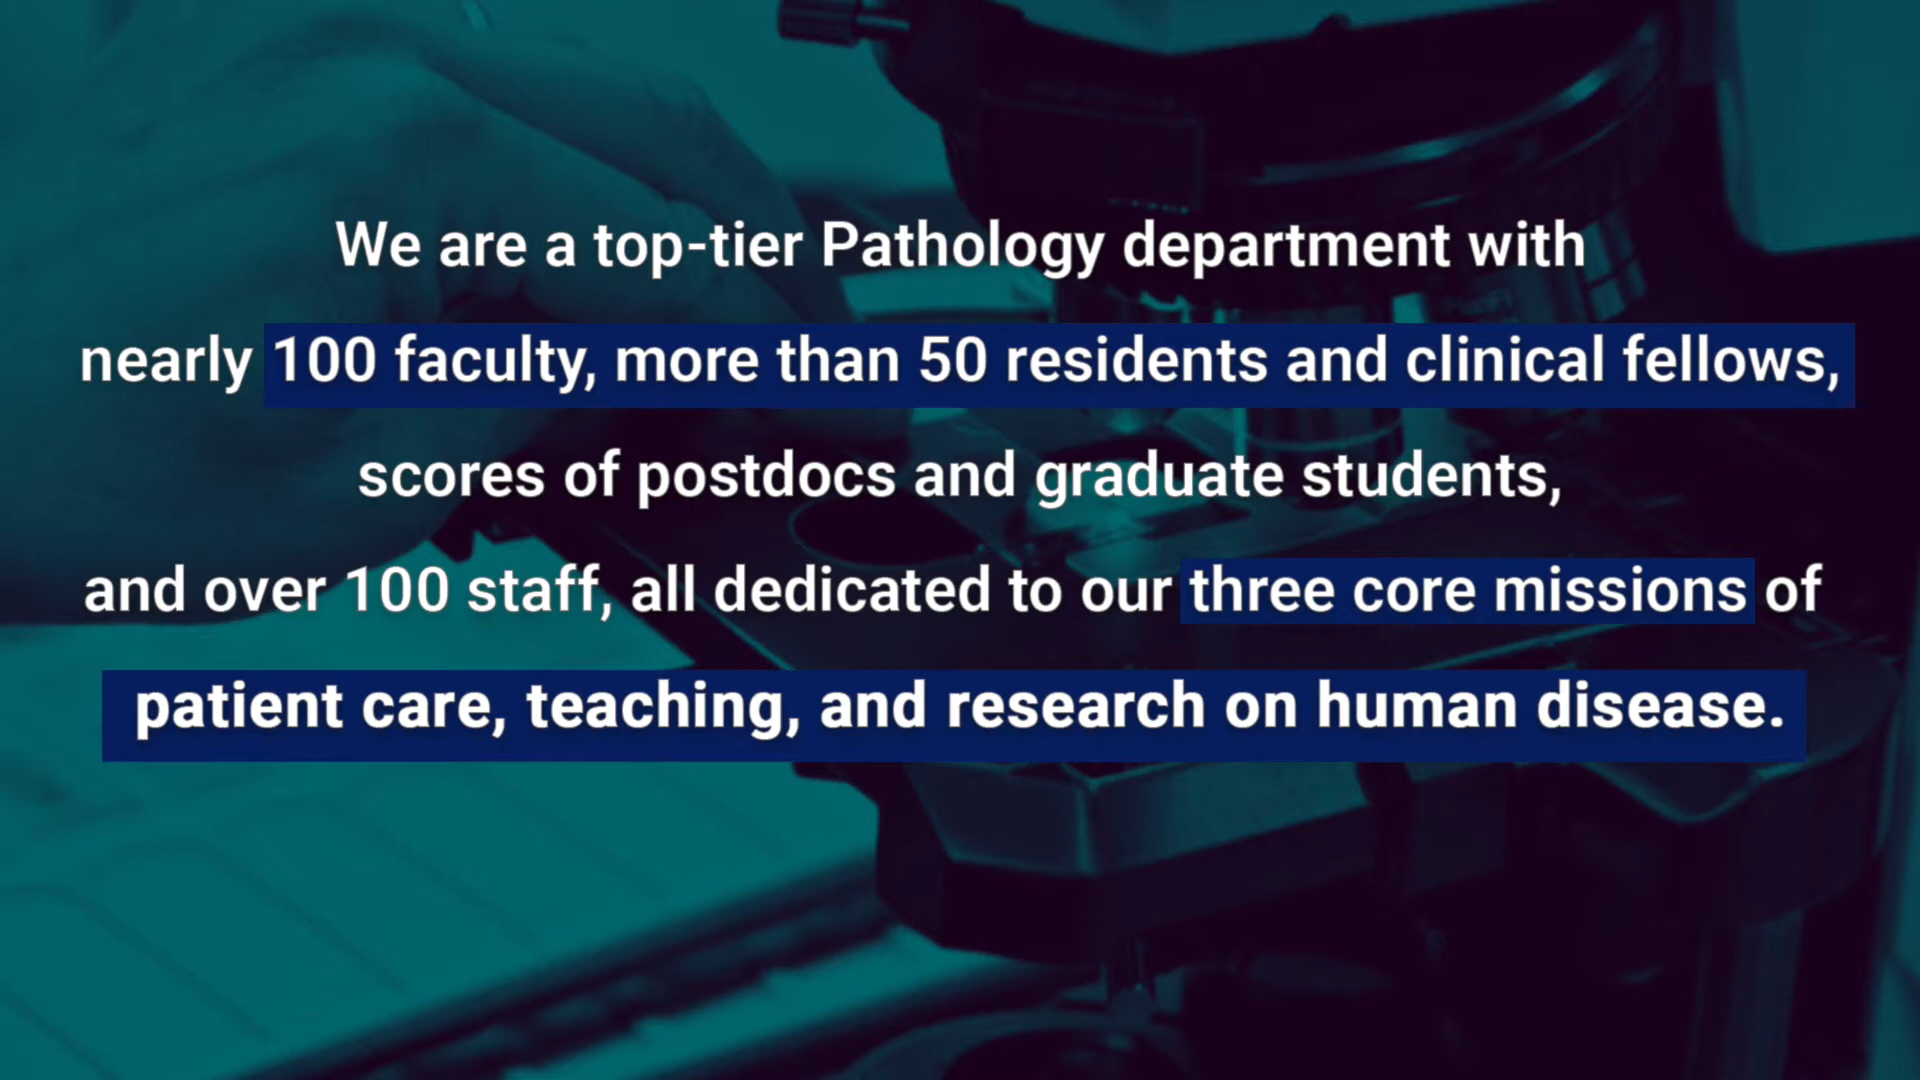 We are a top-tier Pathology department with
nearly 100 faculty, more than 50 residents and clinical fellows,
scores of postdocs and graduate students,
and over 100 staff, all dedicated to our three core missions of
patient care, teaching, and research on human disease.